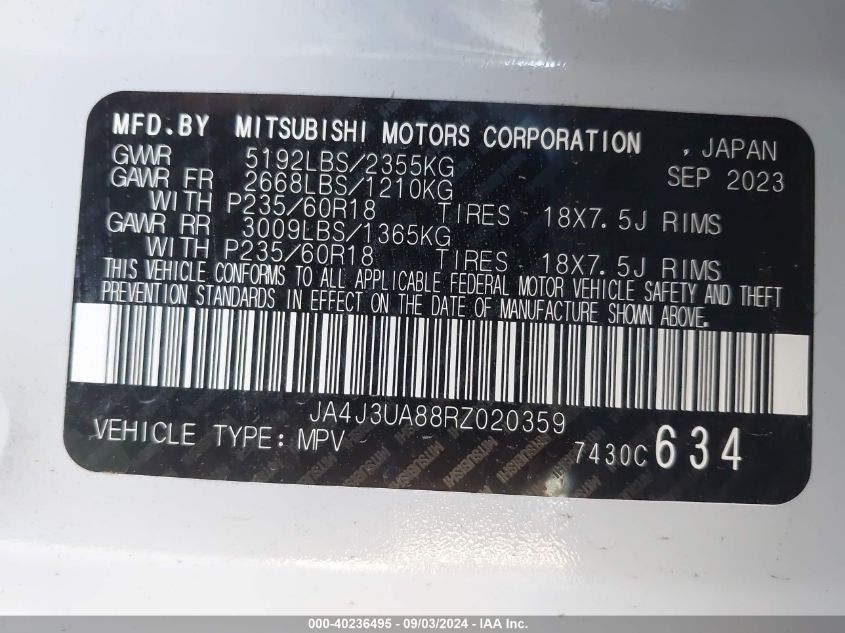 MFD.BY MITSUBISHI MOTORS CORPORATION , JAPAN
GVWR 5192LBS/2355KG SEP 2023
GAWR FR 2668LBS/1210KG
WITH P235/60R18 TIRES 18X7.5J RIMS
GAWR RR 3009LBS/1365KG
WITH P235/60R18 TIRES 18X7.5J RIMS
THIS VEHICLE CONFORMS TO ALL APPLICABLE FEDERAL MOTOR VEHICLE SAFETY AND THEFT
PREVENTION STANDARDS IN EFFECT ON THE DATE OF MANUFACTURE SHOWN ABOVE.
JA4J3UA88RZ020359
VEHICLE TYPE: MPV 7430C 634
000-40236495 - 09/03/2024 - IAA Inc.